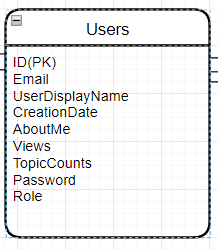 Users
ID(PK)
Email
UserDisplayName
CreationDate
AboutMe
Views
TopicCounts
Password
Role